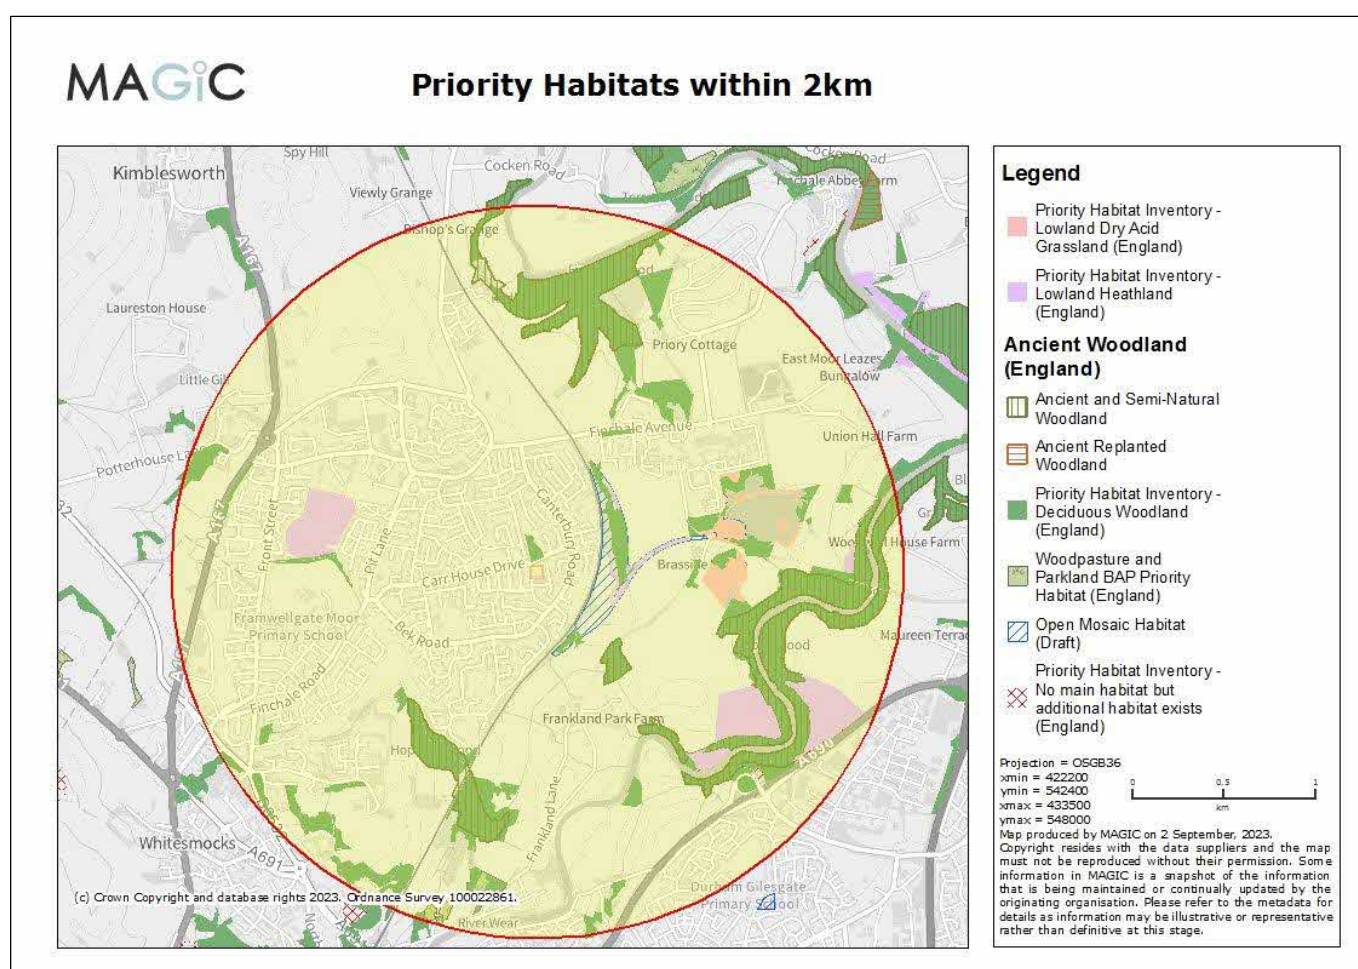 MAGiC
Priority Habitats within 2km
Spy Hill
Cocken Road
Cocken Road
Kimblesworth
Viewly Grange
Finchale Abbey Farm
Bishop's Grange
A167
Laureston House
Priory Cottage
East Moor Leazes
Bungalow
Little Gill
Finchale Avenue
Union Hall Farm
Potterhouse Lane
Front Street
Canterbury Road
Pit Lane
A167
House Farm
Carr House Drive
Brasside
Framwellgate Moor
Primary School
Bek Road
Maureen Terrac
Finchale Road
Frankland Park Farm
A690
Frankland Lane
Whitesmocks
A691
Durham Gilesgate
Primary School
(c) Crown Copyright and database rights 2023. Ordnance Survey 100022861.
River Wear
Legend
Priority Habitat Inventory -
Lowland Dry Acid
Grassland (England)
Priority Habitat Inventory -
Lowland Heathland
(England)
Ancient Woodland
(England)
Ancient and Semi-Natural
Woodland
Ancient Replanted
Woodland
Priority Habitat Inventory -
Deciduous Woodland
(England)
Woodpasture and
Parkland BAP Priority
Habitat (England)
Open Mosaic Habitat
(Draft)
Priority Habitat Inventory -
No main habitat but
additional habitat exists
(England)
Projection = OSGB36
xmin = 422200
ymin = 542400
xmax = 433500
ymax = 548000
0 0.5 1
km
Map produced by MAGIC on 2 September, 2023.
Copyright resides with the data suppliers and the map
must not be reproduced without their permission. Some
information in MAGIC is a snapshot of the information
that is being maintained or continually updated by the
originating organisation. Please refer to the metadata for
details as information may be illustrative or representative
rather than definitive at this stage.